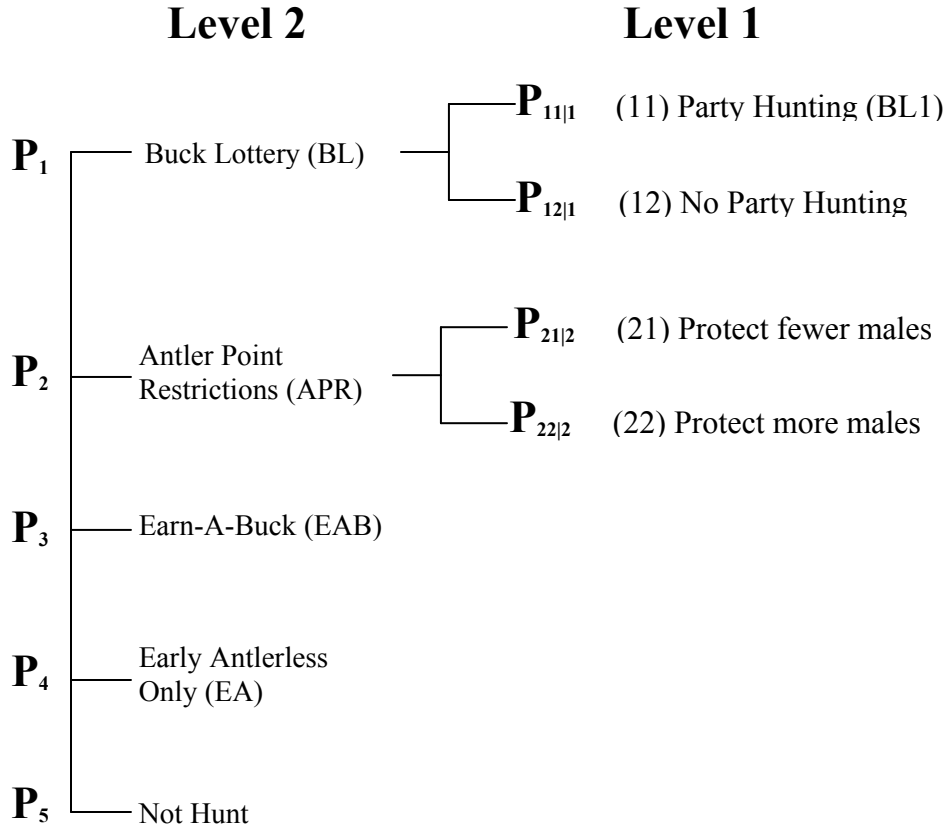 Level 2 Level 1
P₁₁|₁ (11) Party Hunting (BL1)
P₁ Buck Lottery (BL)
P₁₂|₁ (12) No Party Hunting
P₂₁|₂ (21) Protect fewer males
P₂ Antler Point
Restrictions (APR)
P₂₂|₂ (22) Protect more males
P₃ Earn-A-Buck (EAB)
P₄ Early Antlerless
Only (EA)
P₅ Not Hunt